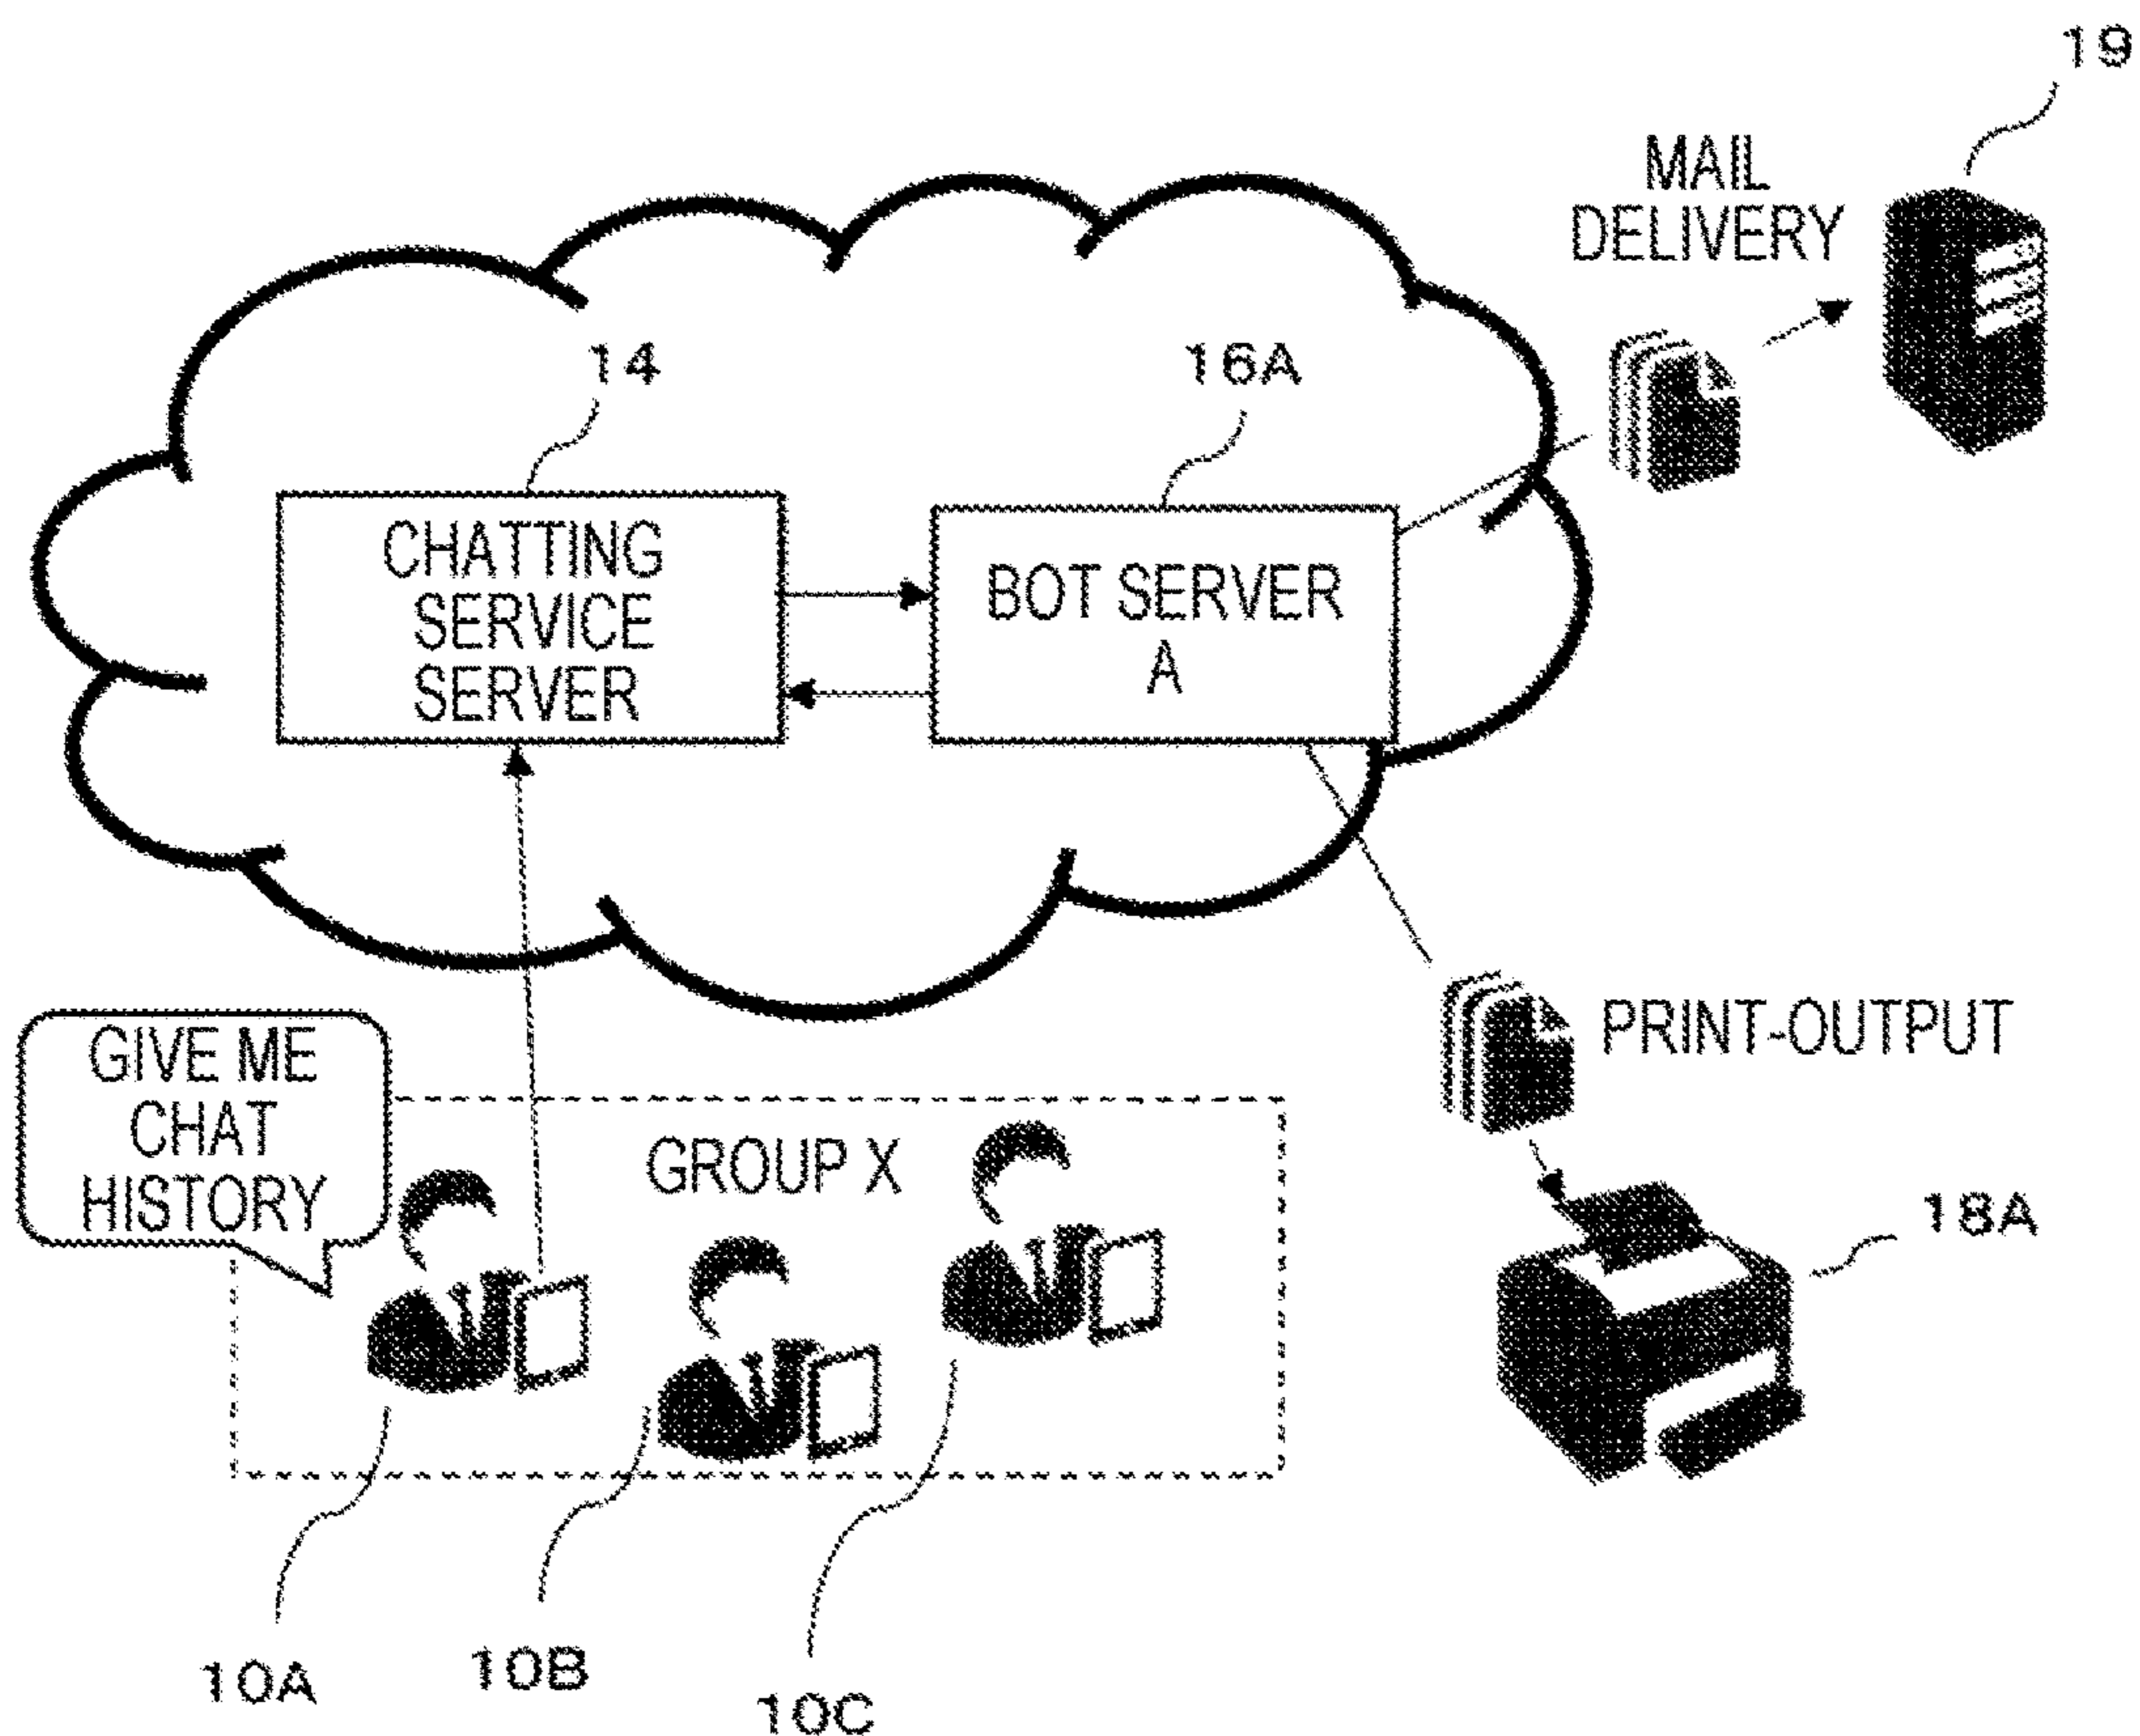 19
MAIL
DELIVERY
14
16A
CHATTING
SERVICE
SERVER
BOT SERVER
A
GIVE ME
CHAT
HISTORY
GROUP X
PRINT-OUTPUT
18A
10A
10B
10C